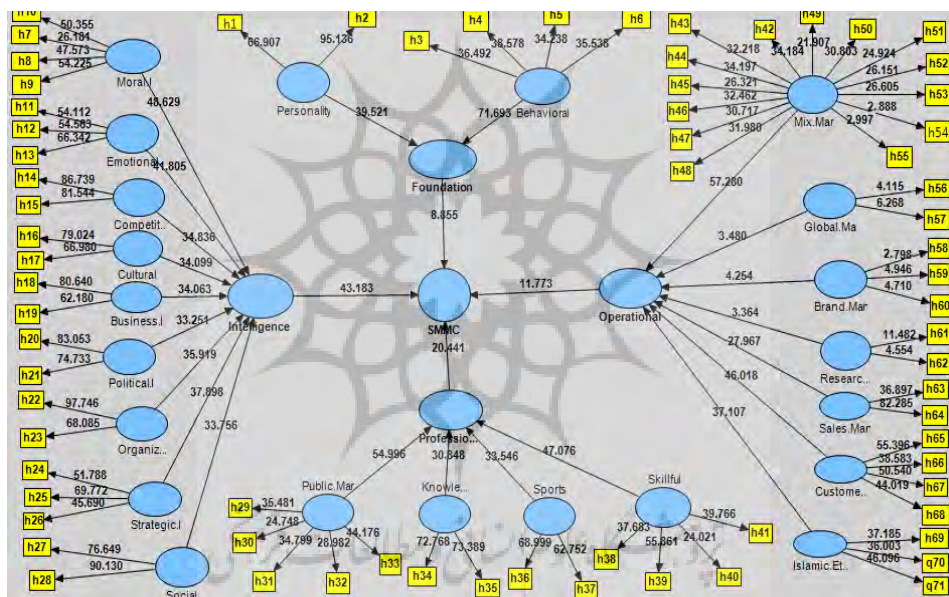 h10
50.355
h7
26.181
h8
47.573
h9
54.225
Moral.I
48.629
h11
54.112
h12
54.583
h13
66.342
Emotional
41.805
h14
86.739
h15
81.544
Competit...
34.836
h16
79.024
h17
66.980
Cultural
34.099
h18
80.640
h19
62.180
Business.I
34.063
h20
83.053
h21
74.733
Political.I
33.251
h22
97.746
h23
68.085
Organiz...
35.919
h24
51.788
h25
69.772
h26
45.690
Strategic.I
37.898
h27
76.649
h28
90.130
Social
33.756
Intelligence
43.183
h1
66.907
h2
95.136
Personality
39.521
h3
36.492
h4
38.578
h5
34.238
h6
35.538
Behavioral
71.693
Foundation
8.855
SMMC
20.441
11.773
Operational
Professio...
h29
35.481
h30
24.748
h31
34.799
h32
28.982
h33
44.176
Public.Mar
54.996
Knowle...
30.848
h34
72.768
h35
73.389
Sports
33.546
h36
68.999
h37
62.752
Skillful
47.076
h38
37.683
h39
55.861
h40
24.021
h41
39.766
h42
34.184
h43
32.218
h44
34.197
h45
26.321
h46
32.462
h47
30.717
h48
31.980
h49
21.907
h50
30.803
h51
24.924
h52
26.151
h53
26.605
h54
2.888
h55
2.997
Mix.Mar
57.280
h56
4.115
h57
6.268
Global.Ma
3.480
h58
2.798
h59
4.946
h60
4.710
Brand.Mar
4.254
h61
11.482
h62
4.554
Researc...
3.364
h63
36.897
h64
82.285
Sales.Man
27.967
h65
55.396
h66
38.583
h67
50.540
h68
44.019
Custome...
46.018
h69
37.185
q70
36.003
q71
46.096
Islamic.Et...
37.107